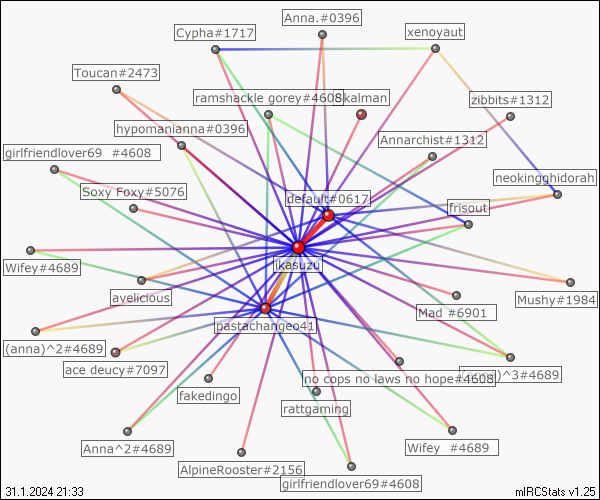 Anna.#0396
Cypha#1717
xenoyaut
Toucan#2473
ramshackle gorey#4608
kalman
zibbits#1312
hypomanianna#0396
Annarchist#1312
girlfriendlover69 #4608
neokingghidorah
Soxy Foxy#5076
default#0617
frisout
jkasuzu
Wifey#4689
avelicious
Mushy#1984
Mad #6901
pastachangeo41
(anna)^2#4689
ace deucy#7097
no cops no laws no hope#4608
)^3#4689
fakedingo
rattgaming
Anna^2#4689
Wifey #4689
AlpineRooster#2156
girlfriendlover69#4689
31.1.2024 21:33
mIRCStats v1.25